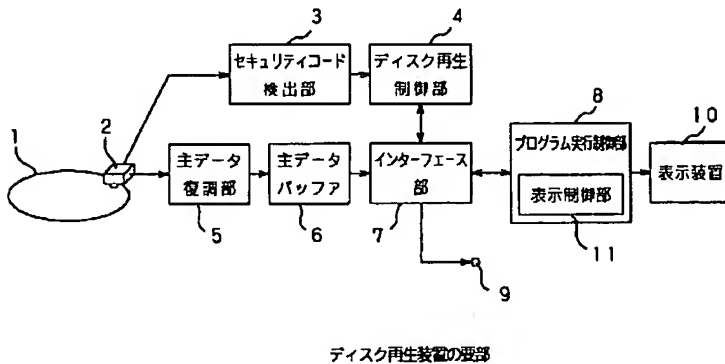 3
4
セキュリティコード
検出部
ディスク再生
制御部
8
10
プログラム実行制御部
表示装置
1
2
主データ
復調部
主データ
バッファ
インターフェース
部
表示制御部
5
6
7
11
9
ディスク再生装置の要部